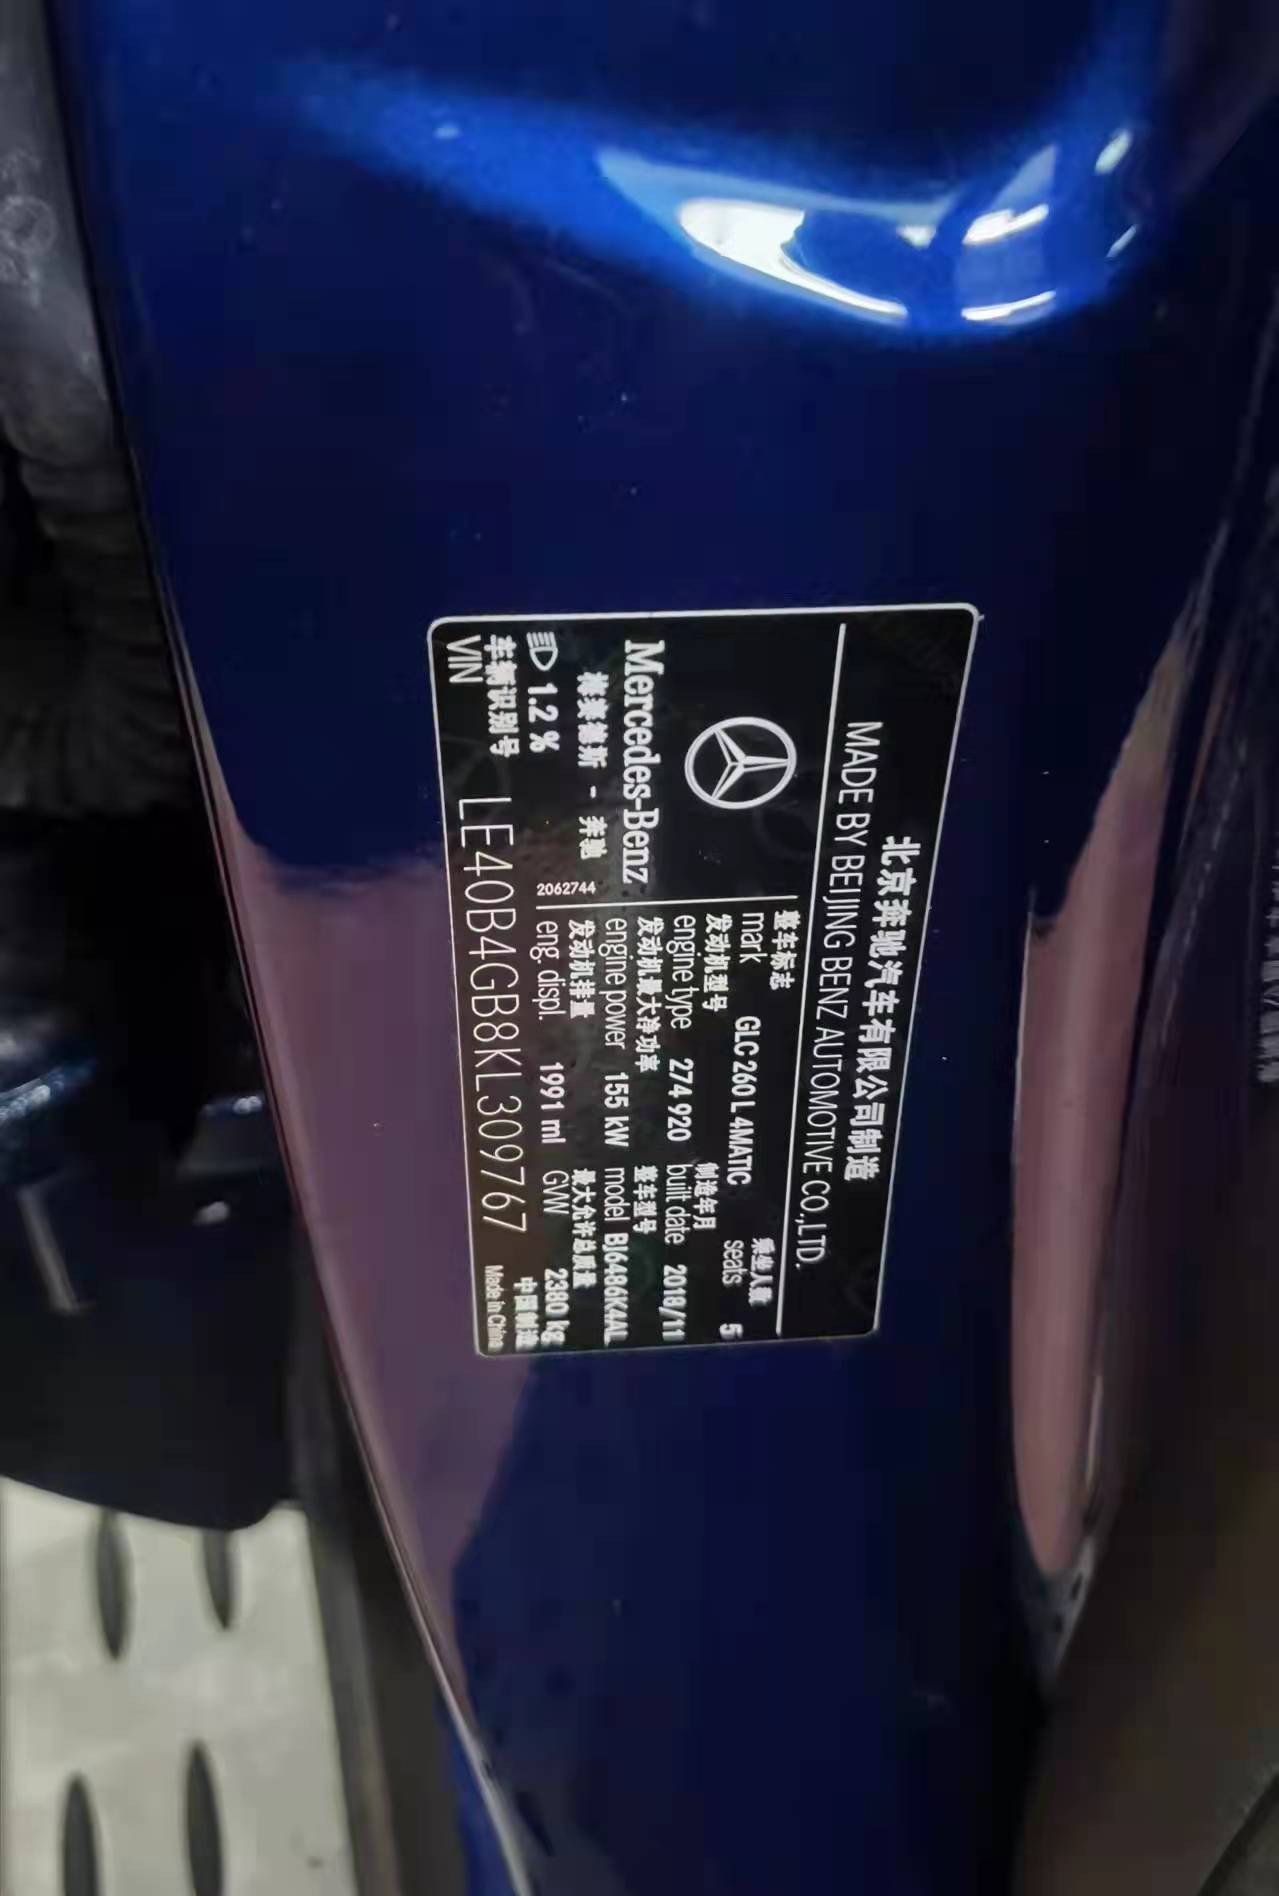 北京奔驰汽车有限公司制造
MADE BY BEIJING BENZ AUTOMOTIVE CO.,LTD.
整车标志 乘坐人数
mark GLC 260 L 4MATIC seats 5
发动机型号 制造年月
engine type 274 920 built date 2018/11
发动机最大净功率 整车型号
engine power 155 kW model BJ6486K4AL
发动机排量 最大允许总质量
eng. displ. 1991 ml GVW 2380 kg
Mercedes-Benz
梅赛德斯 - 奔驰
2062744
1.2 %
车辆识别号
VIN LE40B4GB8KL309767
中国制造
Made in China